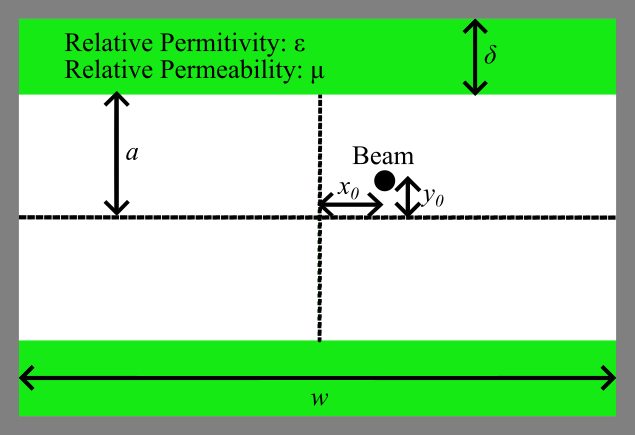 Relative Permitivity: ε
Relative Permeability: μ
δ
a
Beam
x₀
y₀
w